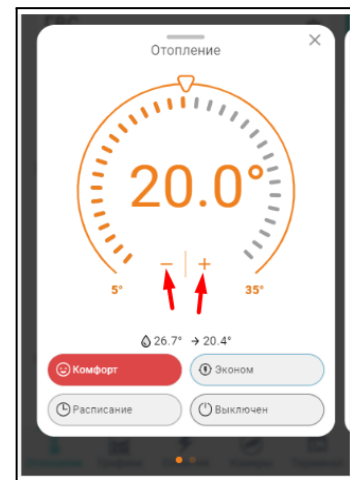 Отопление
20.0°
− +
5° 35°
26.7° → 20.4°
Комфорт Эконом
Расписание Выключен